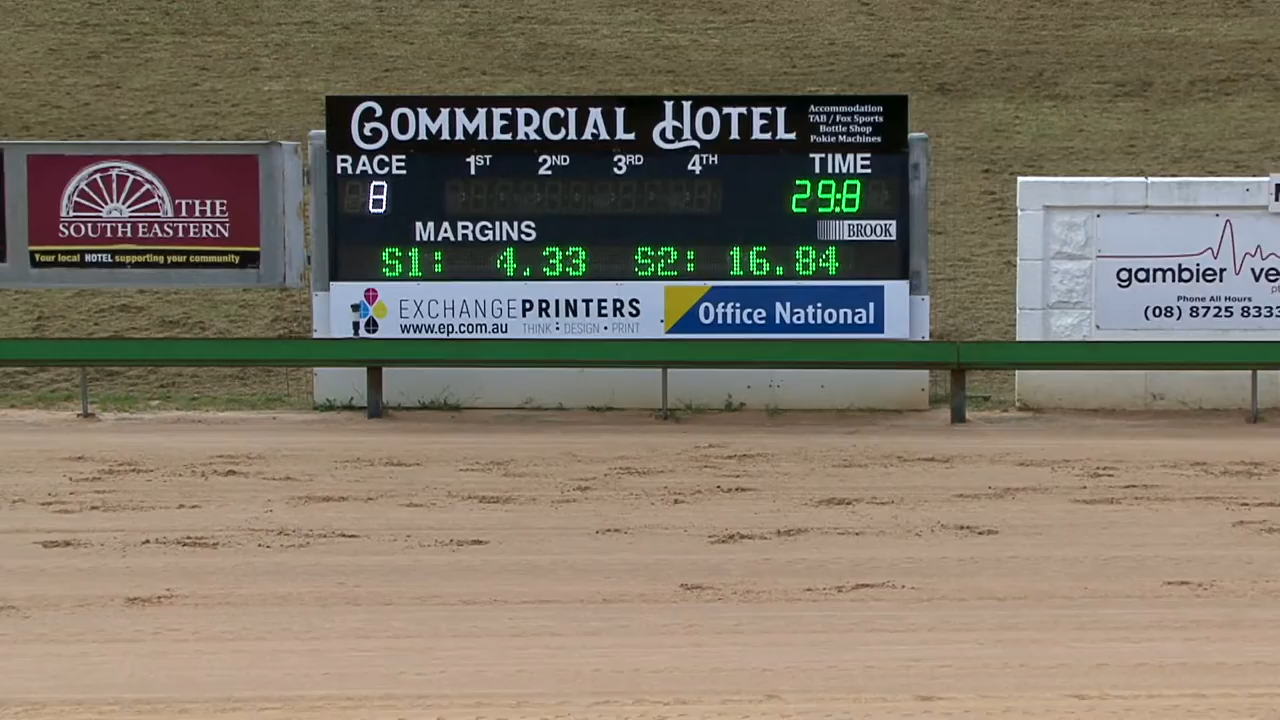 COMMERCIAL HOTEL
Accommodation
TAB / Fox Sports
Bottle Shop
Pokie Machines
RACE 1ST 2ND 3RD 4TH TIME
8 29:8
MARGINS
BROOK
S1: 4.33 S2: 16.84
EXCHANGEPRINTERS
www.ep.com.au THINK : DESIGN • PRINT
Office National
THE
SOUTH EASTERN
Your local HOTEL supporting your community
gambier ve
Phone All Hours
(08) 8725 8333